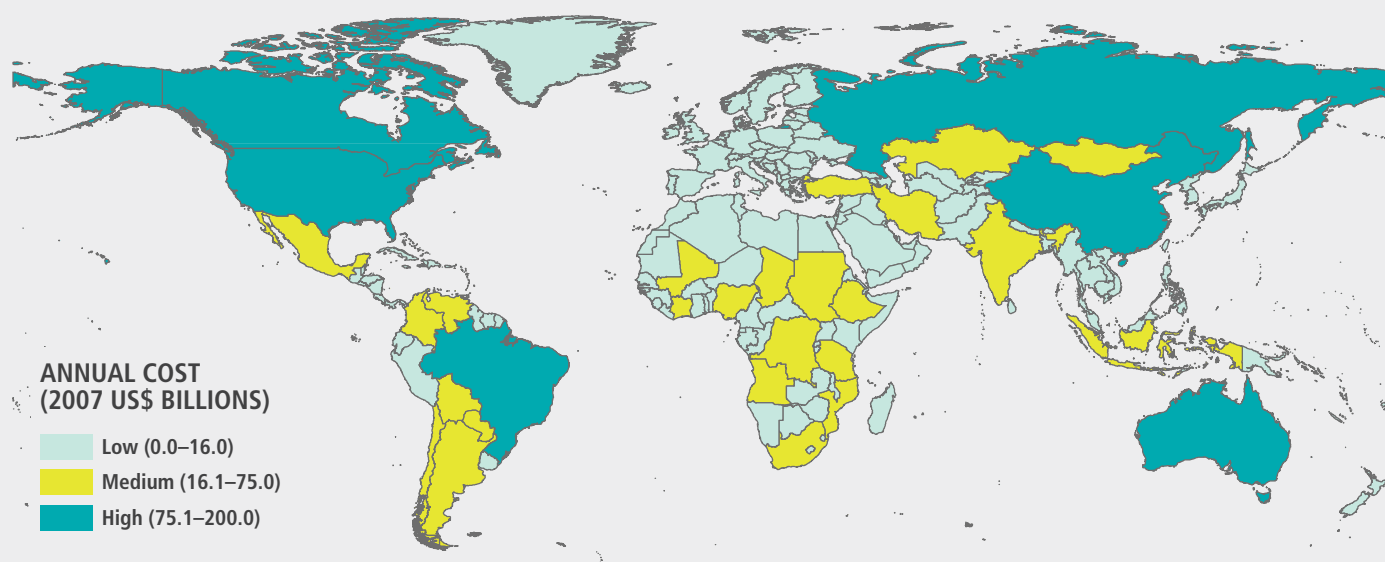 ANNUAL COST
(2007 US$ BILLIONS)
Low (0.0–16.0)
Medium (16.1–75.0)
High (75.1–200.0)